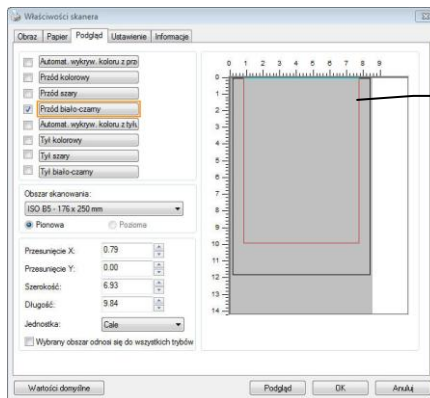 Właściwości skanera
Obraz Papier Podgląd Ustawienie Informacje
Automat. wykryw. koloru z prze
Przód kolorowy
Przód szary
Przód biało-czarny
Automat. wykryw. koloru z tyłu
Tył kolorowy
Tył szary
Tył biało-czarny
Obszar skanowania:
ISO B5 - 176 x 250 mm
Pionowa Pozioma
Przesunięcie X: 0.79
Przesunięcie Y: 0.00
Szerokość: 6.93
Długość: 9.84
Jednostka: Cale
Wybrany obszar odnosi się do wszystkich trybów
0 1 2 3 4 5 6 7 8 9
0
1
2
3
4
5
6
7
8
9
10
11
12
13
14
Wartości domyślne Podgląd OK Anuluj